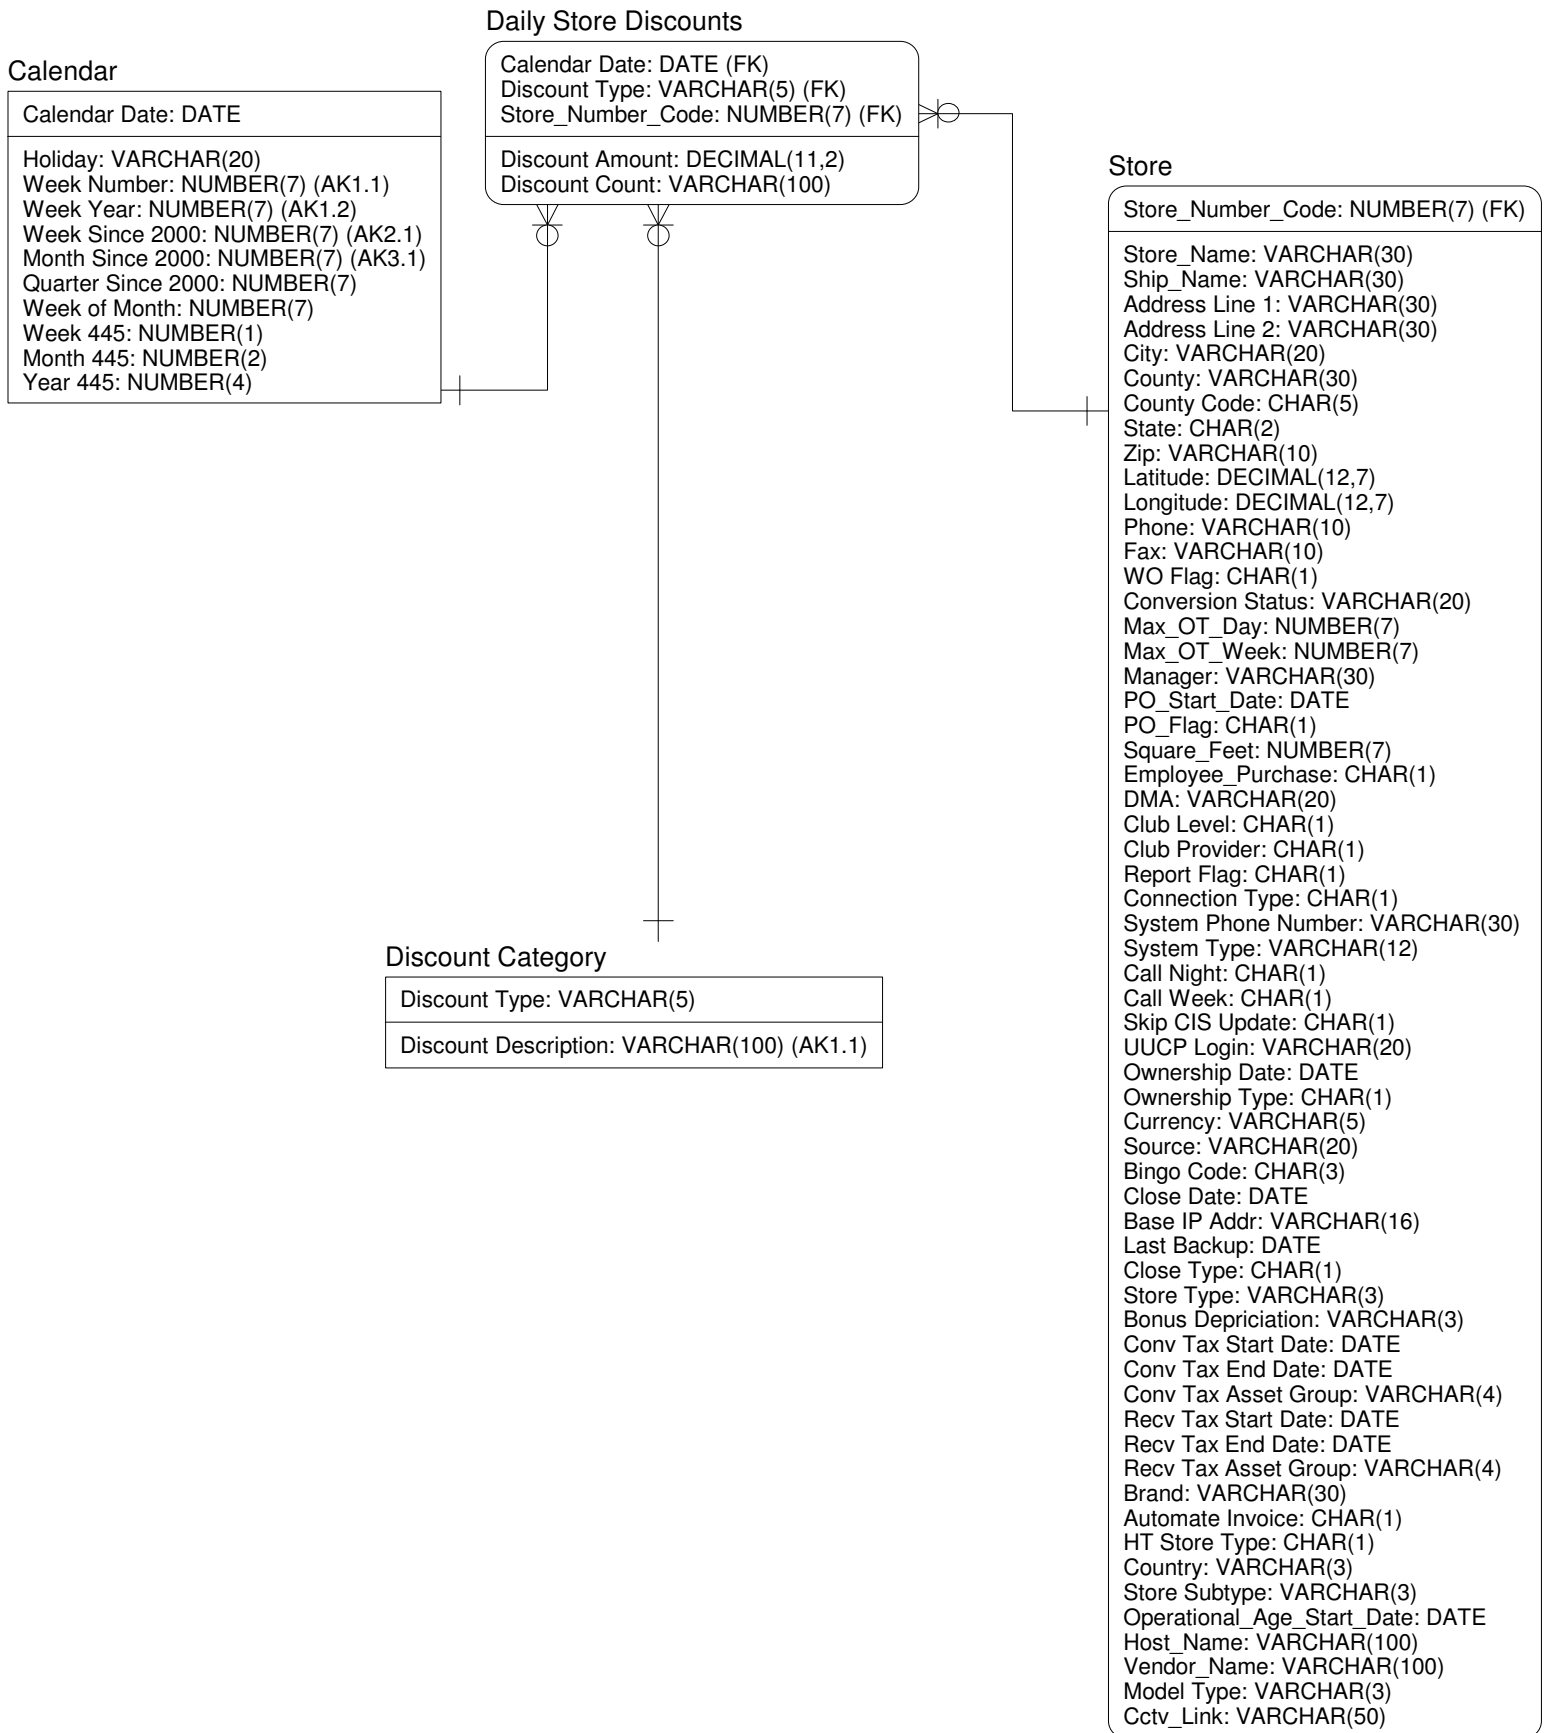 Daily Store Discounts
Calendar Date: DATE (FK)
Discount Type: VARCHAR(5) (FK)
Store_Number_Code: NUMBER(7) (FK)
Discount Amount: DECIMAL(11,2)
Discount Count: VARCHAR(100)
Calendar
Calendar Date: DATE
Holiday: VARCHAR(20)
Week Number: NUMBER(7) (AK1.1)
Week Year: NUMBER(7) (AK1.2)
Week Since 2000: NUMBER(7) (AK2.1)
Month Since 2000: NUMBER(7) (AK3.1)
Quarter Since 2000: NUMBER(7)
Week of Month: NUMBER(7)
Week 445: NUMBER(1)
Month 445: NUMBER(2)
Year 445: NUMBER(4)
Discount Category
Discount Type: VARCHAR(5)
Discount Description: VARCHAR(100) (AK1.1)
Store
Store_Number_Code: NUMBER(7) (FK)
Store_Name: VARCHAR(30)
Ship_Name: VARCHAR(30)
Address Line 1: VARCHAR(30)
Address Line 2: VARCHAR(30)
City: VARCHAR(20)
County: VARCHAR(30)
County Code: CHAR(5)
State: CHAR(2)
Zip: VARCHAR(10)
Latitude: DECIMAL(12,7)
Longitude: DECIMAL(12,7)
Phone: VARCHAR(10)
Fax: VARCHAR(10)
WO Flag: CHAR(1)
Conversion Status: VARCHAR(20)
Max_OT_Day: NUMBER(7)
Max_OT_Week: NUMBER(7)
Manager: VARCHAR(30)
PO_Start_Date: DATE
PO_Flag: CHAR(1)
Square_Feet: NUMBER(7)
Employee_Purchase: CHAR(1)
DMA: VARCHAR(20)
Club Level: CHAR(1)
Club Provider: CHAR(1)
Report Flag: CHAR(1)
Connection Type: CHAR(1)
System Phone Number: VARCHAR(30)
System Type: VARCHAR(12)
Call Night: CHAR(1)
Call Week: CHAR(1)
Skip CIS Update: CHAR(1)
UUCP Login: VARCHAR(20)
Ownership Date: DATE
Ownership Type: CHAR(1)
Currency: VARCHAR(5)
Source: VARCHAR(20)
Bingo Code: CHAR(3)
Close Date: DATE
Base IP Addr: VARCHAR(16)
Last Backup: DATE
Close Type: CHAR(1)
Store Type: VARCHAR(3)
Bonus Depriciation: VARCHAR(3)
Conv Tax Start Date: DATE
Conv Tax End Date: DATE
Conv Tax Asset Group: VARCHAR(4)
Recv Tax Start Date: DATE
Recv Tax End Date: DATE
Recv Tax Asset Group: VARCHAR(4)
Brand: VARCHAR(30)
Automate Invoice: CHAR(1)
HT Store Type: CHAR(1)
Country: VARCHAR(3)
Store Subtype: VARCHAR(3)
Operational_Age_Start_Date: DATE
Host_Name: VARCHAR(100)
Vendor_Name: VARCHAR(100)
Model Type: VARCHAR(3)
Cctv_Link: VARCHAR(50)